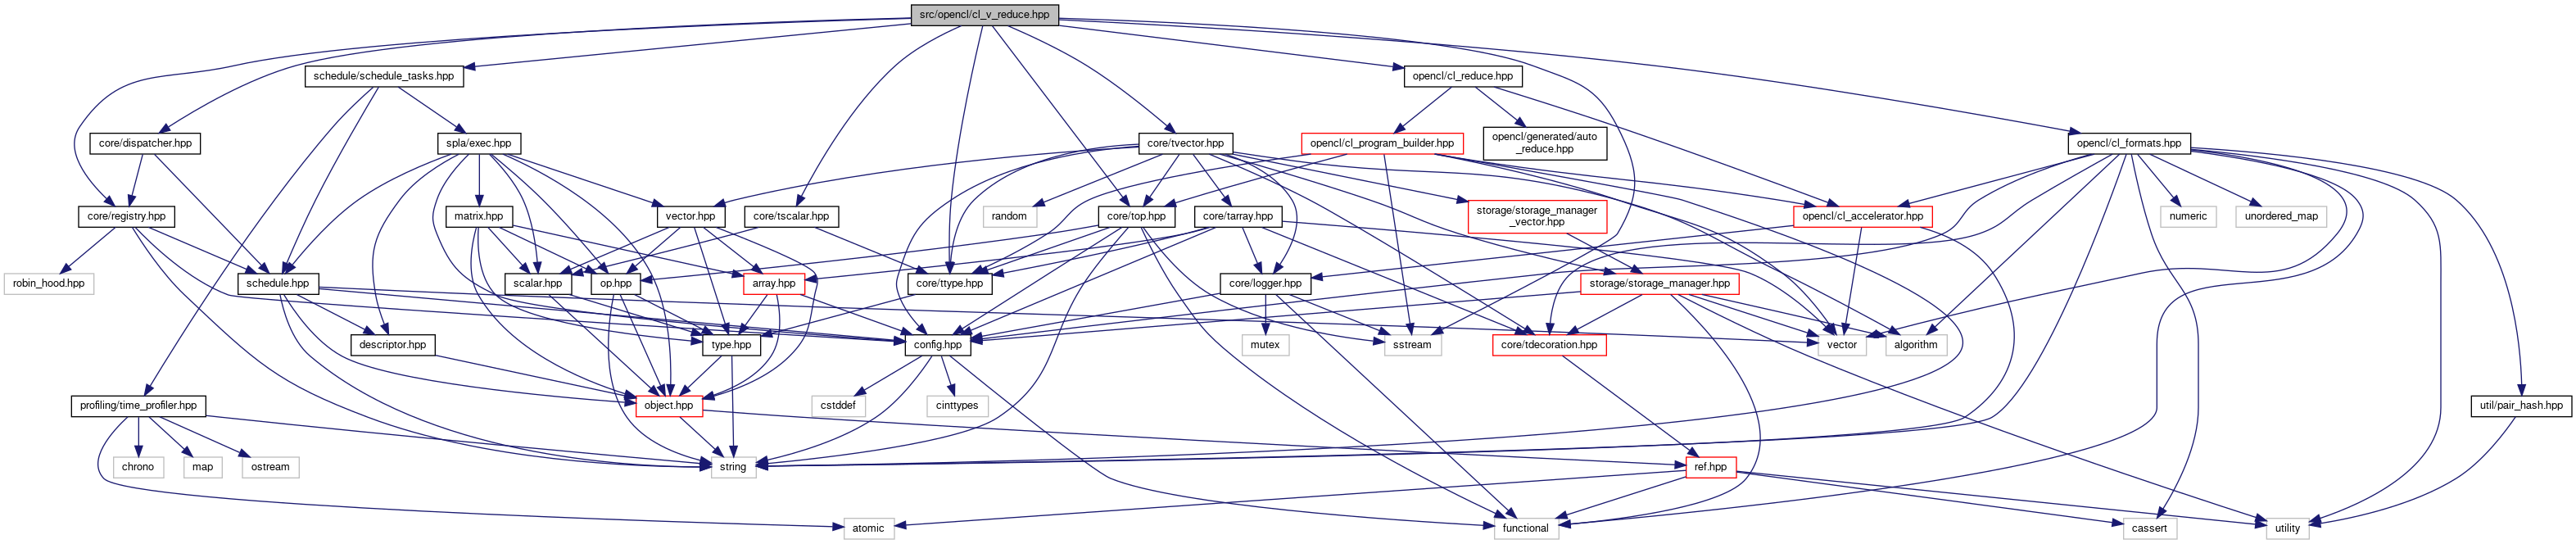 src/opencl/cl_v_reduce.hpp
schedule/schedule_tasks.hpp
opencl/cl_reduce.hpp
core/dispatcher.hpp
spla/exec.hpp
core/tvector.hpp
opencl/cl_program_builder.hpp
opencl/generated/auto
_reduce.hpp
opencl/cl_formats.hpp
core/registry.hpp
matrix.hpp
vector.hpp
core/tscalar.hpp
random
core/top.hpp
core/tarray.hpp
storage/storage_manager
_vector.hpp
opencl/cl_accelerator.hpp
numeric
unordered_map
robin_hood.hpp
schedule.hpp
scalar.hpp
op.hpp
array.hpp
core/ttype.hpp
core/logger.hpp
storage/storage_manager.hpp
descriptor.hpp
type.hpp
config.hpp
mutex
sstream
core/tdecoration.hpp
vector
algorithm
profiling/time_profiler.hpp
object.hpp
cstddef
cinttypes
util/pair_hash.hpp
chrono
map
ostream
string
ref.hpp
atomic
functional
cassert
utility